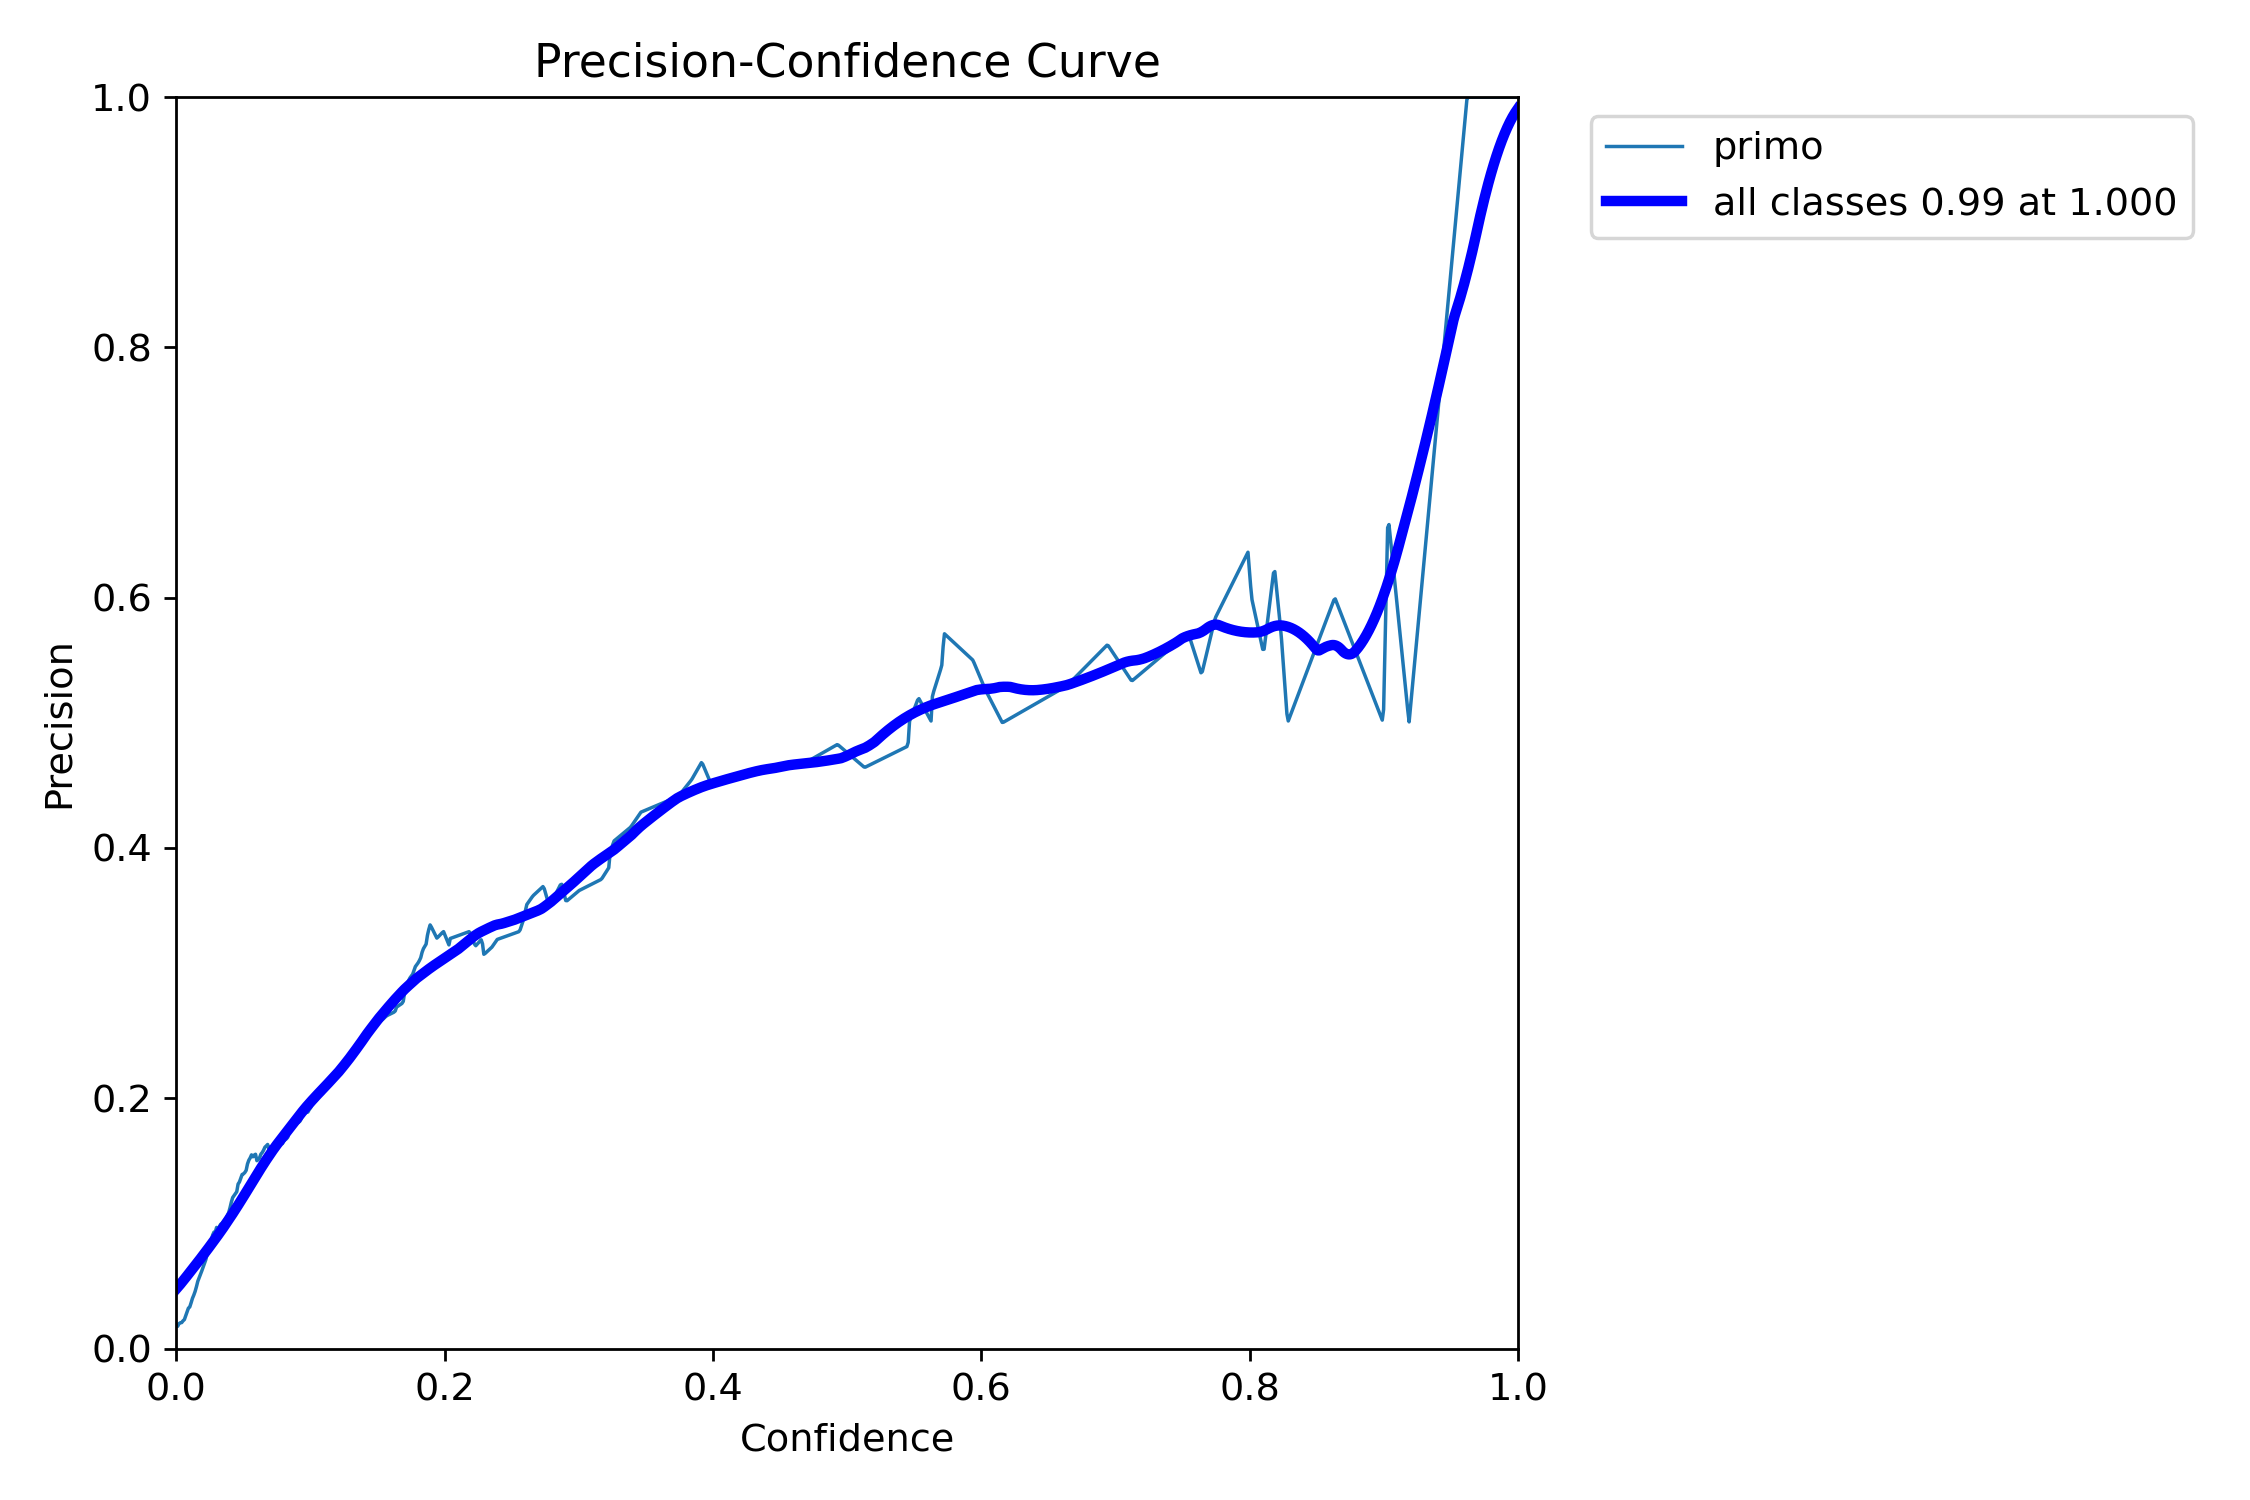 Precision-Confidence Curve
primo
all classes 0.99 at 1.000
Precision
1.0
0.8
0.6
0.4
0.2
0.0
0.0 0.2 0.4 0.6 0.8 1.0
Confidence